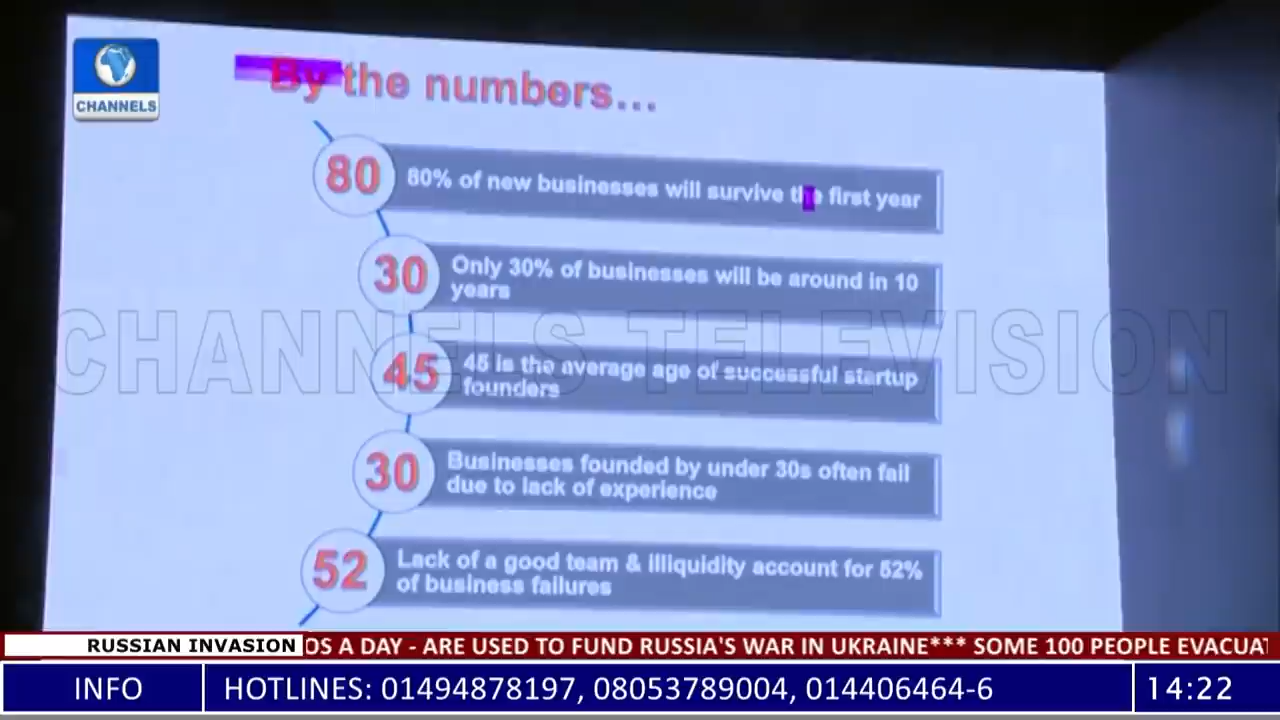 CHANNELS
By the numbers...
80
80% of new businesses will survive the first year
30
Only 30% of businesses will be around in 10
years
45
45 is the average age of successful startup
founders
30
Businesses founded by under 30s often fail
due to lack of experience
52
Lack of a good team & illiquidity account for 52%
of business failures
CHANNELS TELEVISION
RUSSIAN INVASION
OS A DAY - ARE USED TO FUND RUSSIA'S WAR IN UKRAINE*** SOME 100 PEOPLE EVACUAT
INFO
HOTLINES: 01494878197, 08053789004, 014406464-6
14:22